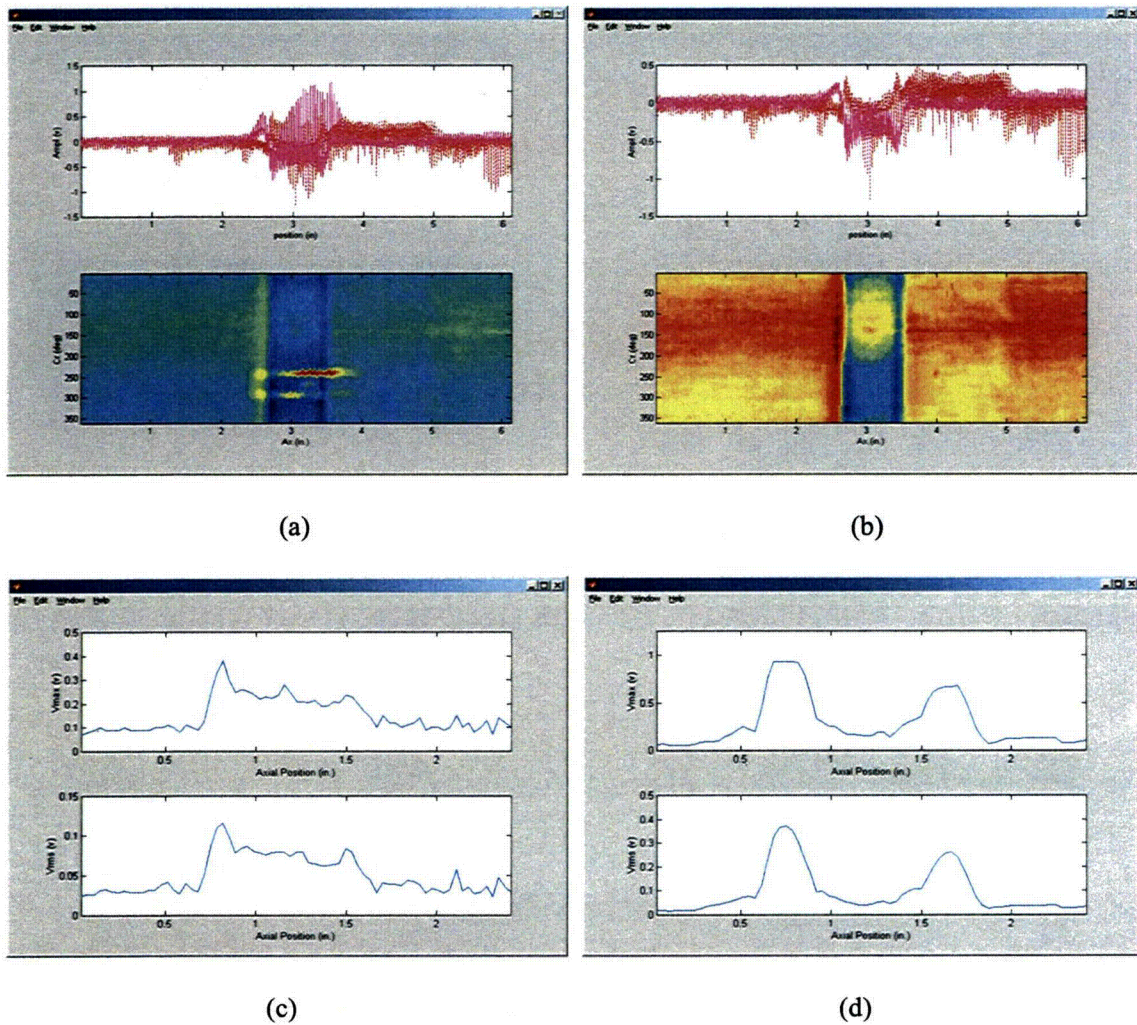 File Edit Window Help
1.5
1
0.5
0
-0.5
-1
-1.5
Ampl (v)
1 2 3 4 5 6
position (in)
50
100
150
200
250
300
350
Cr (deg)
1 2 3 4 5 6
Ax (in.)
(a)
File Edit Window Help
0.5
0
-0.5
-1
-1.5
Ampl (v)
1 2 3 4 5 6
position (in)
50
100
150
200
250
300
350
Cr (deg)
1 2 3 4 5 6
Ax (in.)
(b)
File Edit Window Help
0.5
0.4
0.3
0.2
0.1
0
Vmax (v)
0.5 1 1.5 2
Axial Position (in.)
0.15
0.1
0.05
0
Vrms (v)
0.5 1 1.5 2
Axial Position (in.)
(c)
File Edit Window Help
1
0.5
0
Vmax (v)
0.5 1 1.5 2
Axial Position (in.)
0.5
0.4
0.3
0.2
0.1
0
Vrms (v)
0.5 1 1.5 2
Axial Position (in.)
(d)